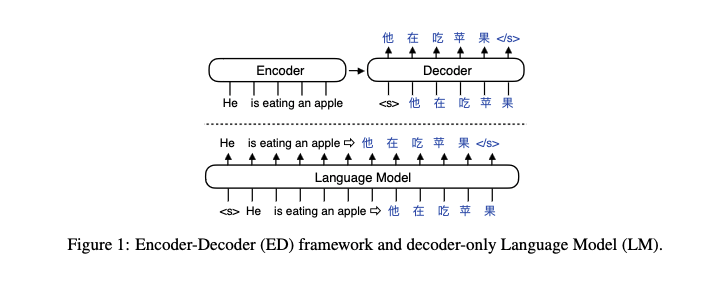 他 在 吃 苹 果 </s>
Encoder
Decoder
He is eating an apple
<s> 他 在 吃 苹 果
He is eating an apple ⇨ 他 在 吃 苹 果 </s>
Language Model
<s> He is eating an apple ⇨ 他 在 吃 苹 果
Figure 1: Encoder-Decoder (ED) framework and decoder-only Language Model (LM).